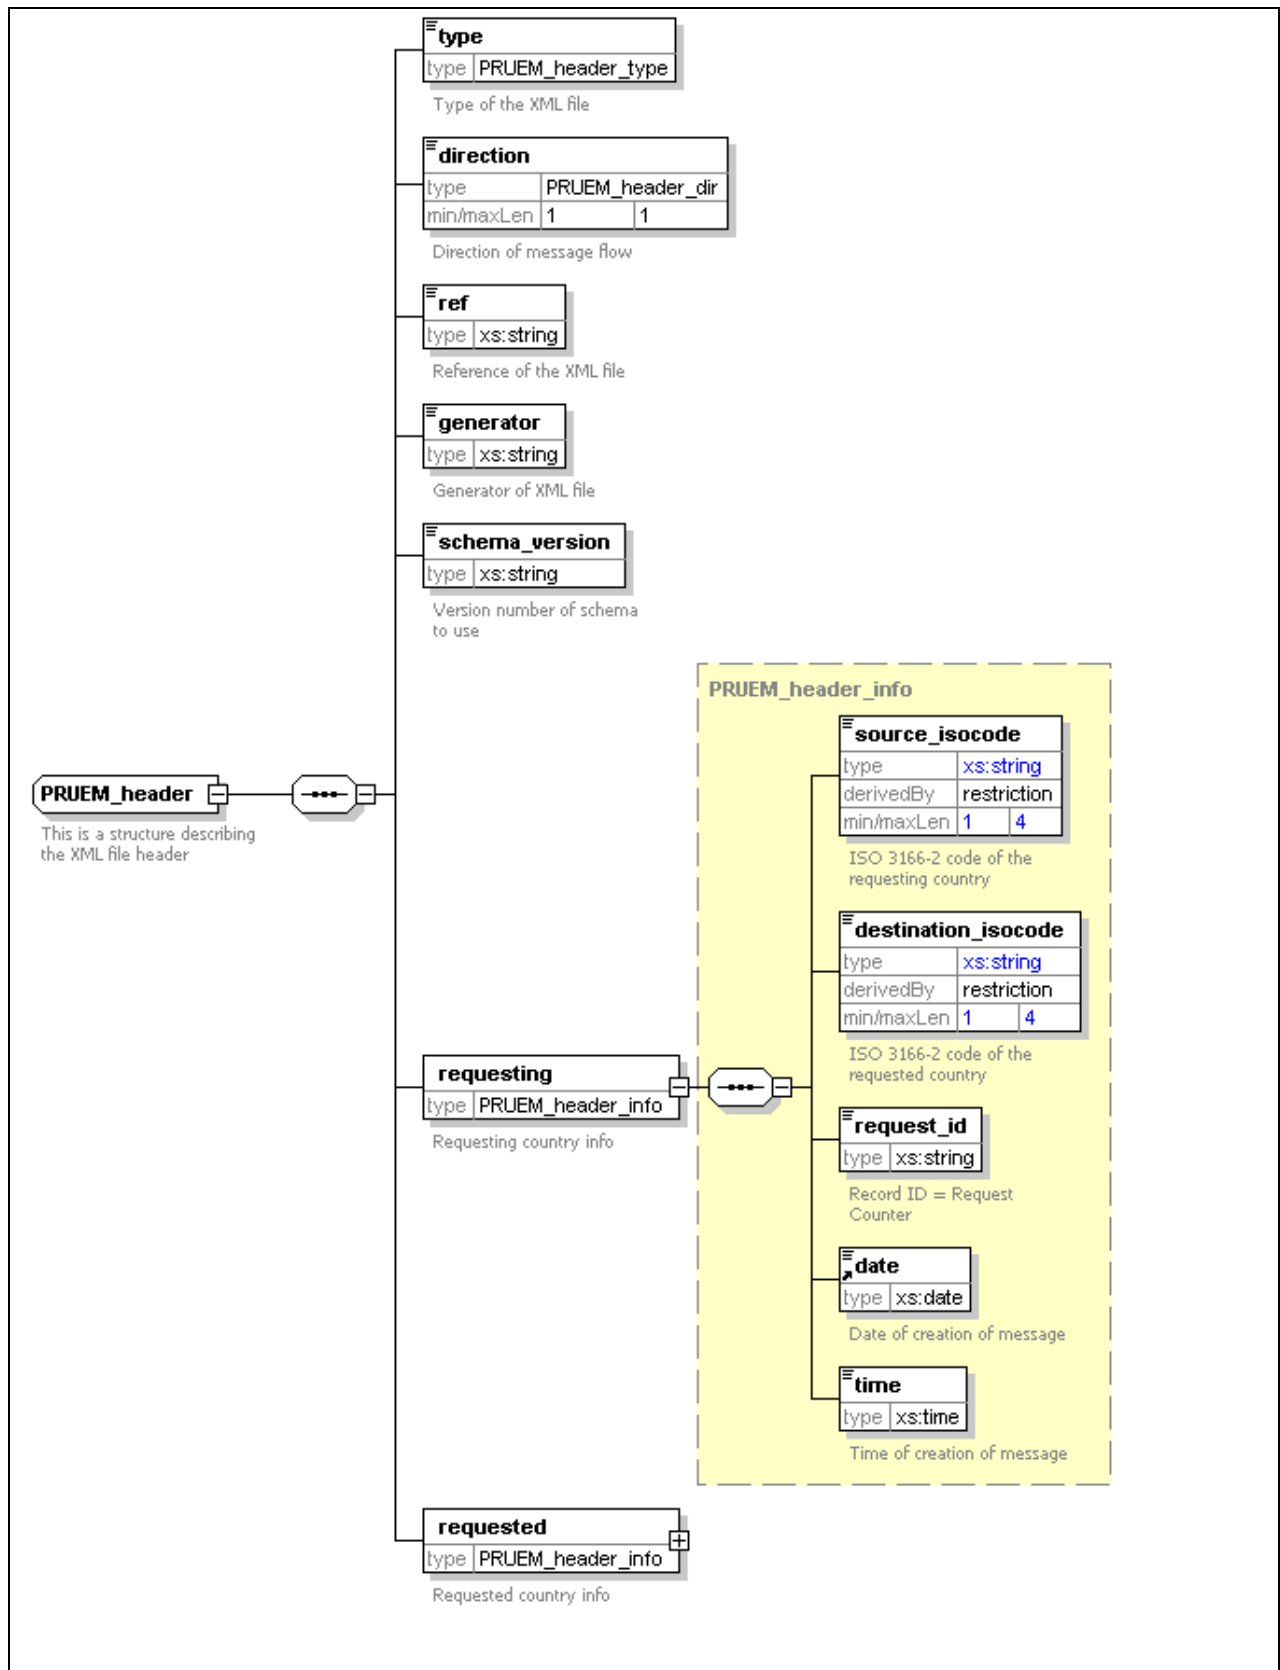 type
type PRUEM_header_type
Type of the XML file
direction
type PRUEM_header_dir
min/maxLen 1 1
Direction of message flow
ref
type xs:string
Reference of the XML file
generator
type xs:string
Generator of XML file
schema_version
type xs:string
Version number of schema
to use
PRUEM_header
This is a structure describing
the XML file header
requesting
type PRUEM_header_info
Requesting country info
PRUEM_header_info
source_isocode
type xs:string
derivedBy restriction
min/maxLen 1 4
ISO 3166-2 code of the
requesting country
destination_isocode
type xs:string
derivedBy restriction
min/maxLen 1 4
ISO 3166-2 code of the
requested country
request_id
type xs:string
Record ID = Request
Counter
date
type xs:date
Date of creation of message
time
type xs:time
Time of creation of message
requested
type PRUEM_header_info
Requested country info